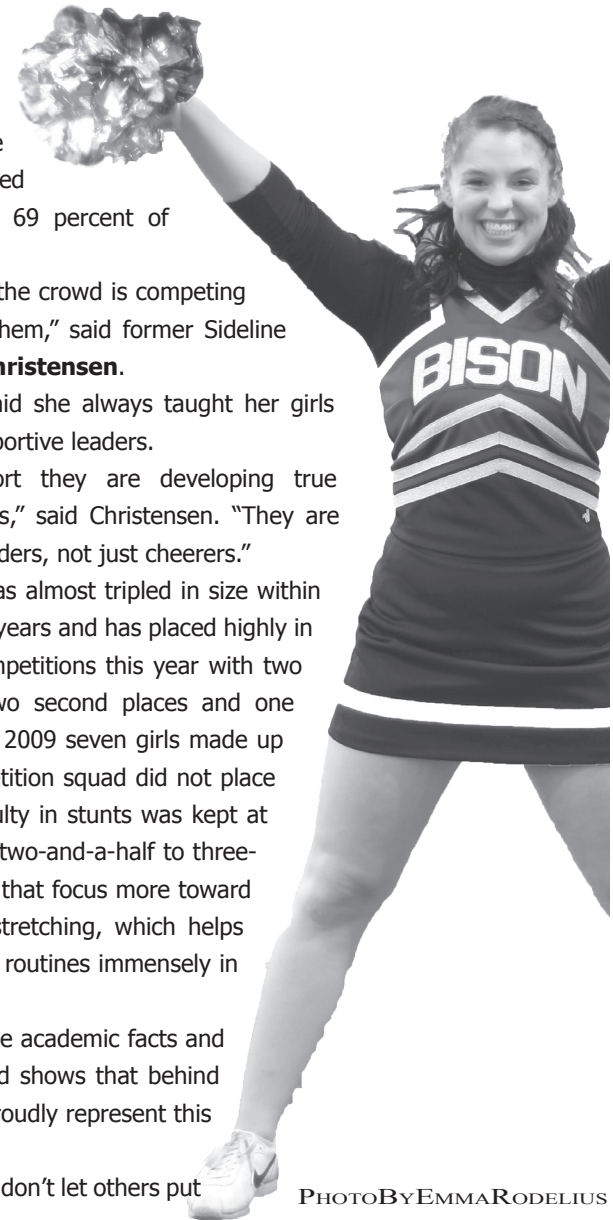 69 percent of
the crowd is competing
them,” said former Sideline
hristensen.
id she always taught her girls
portive leaders.
ort they are developing true
s,” said Christensen. “They are
ders, not just cheerers.”
as almost tripled in size within
years and has placed highly in
mpetitions this year with two
wo second places and one
2009 seven girls made up
tition squad did not place
ulty in stunts was kept at
two-and-a-half to three-
that focus more toward
stretching, which helps
routines immensely in
e academic facts and
d shows that behind
roudly represent this
don’t let others put
BISON
PHOTOBYEMMARODELIUS